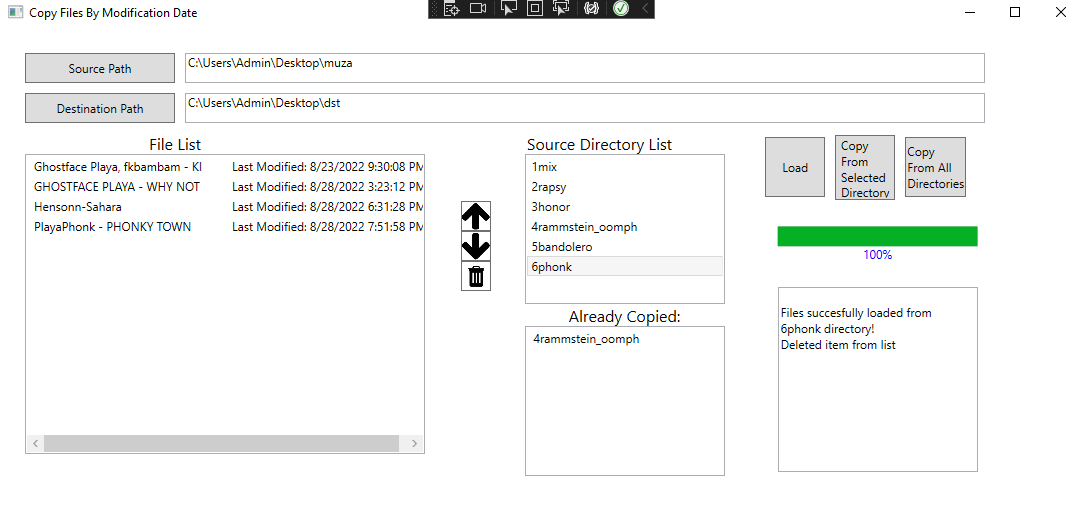 Copy Files By Modification Date
Source Path
C:\Users\Admin\Desktop\muza
Destination Path
C:\Users\Admin\Desktop\dst
File List
Ghostface Playa, fkbambam - KI Last Modified: 8/23/2022 9:30:08 PM
GHOSTFACE PLAYA - WHY NOT Last Modified: 8/28/2022 3:23:12 PM
Hensonn-Sahara Last Modified: 8/28/2022 6:31:28 PM
PlayaPhonk - PHONKY TOWN Last Modified: 8/28/2022 7:51:58 PM
Source Directory List
1mix
2rapsy
3honor
4rammstein_oomph
5bandolero
6phonk
Already Copied:
4rammstein_oomph
Load
Copy
From
Selected
Directory
Copy
From All
Directories
100%
Files succesfully loaded from
6phonk directory!
Deleted item from list